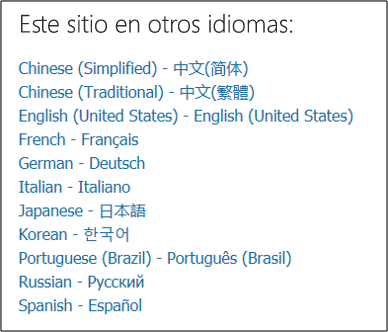 Este sitio en otros idiomas:
Chinese (Simplified) - 中文(简体)
Chinese (Traditional) - 中文(繁體)
English (United States) - English (United States)
French - Français
German - Deutsch
Italian - Italiano
Japanese - 日本語
Korean - 한국어
Portuguese (Brazil) - Português (Brasil)
Russian - Русский
Spanish - Español